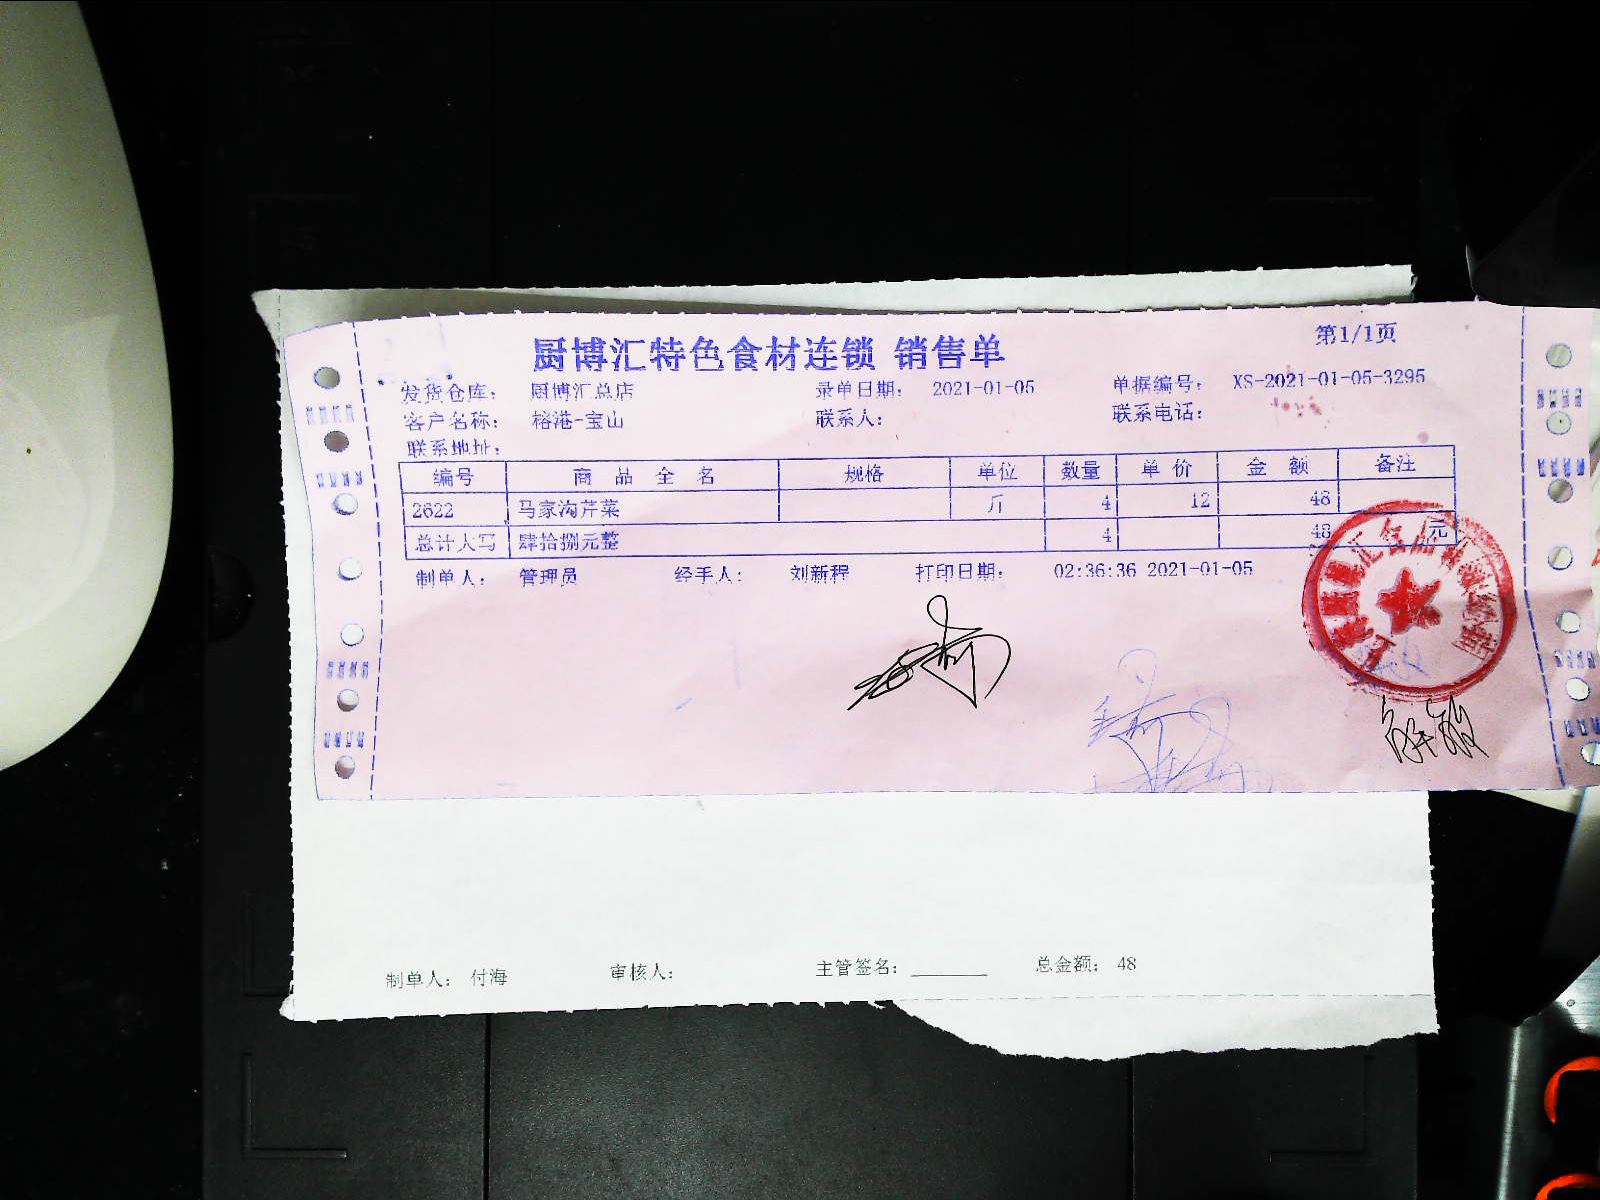 厨博汇特色食材连锁 销售单 第1/1页
发货仓库： 厨博汇总店 录单日期： 2021-01-05 单据编号： XS-2021-01-05-3295
客户名称： 榕港-宝山 联系人： 联系电话：
联系地址：
编号 商 品 全 名 规格 单位 数量 单 价 金 额 备注
2622 马家沟芹菜 斤 4 12 48
总计大写 肆拾捌元整 4 48 元
制单人： 管理员 经手人： 刘新程 打印日期： 02:36:36 2021-01-05
制单人： 付海 审核人： 主管签名： ________ 总金额： 48